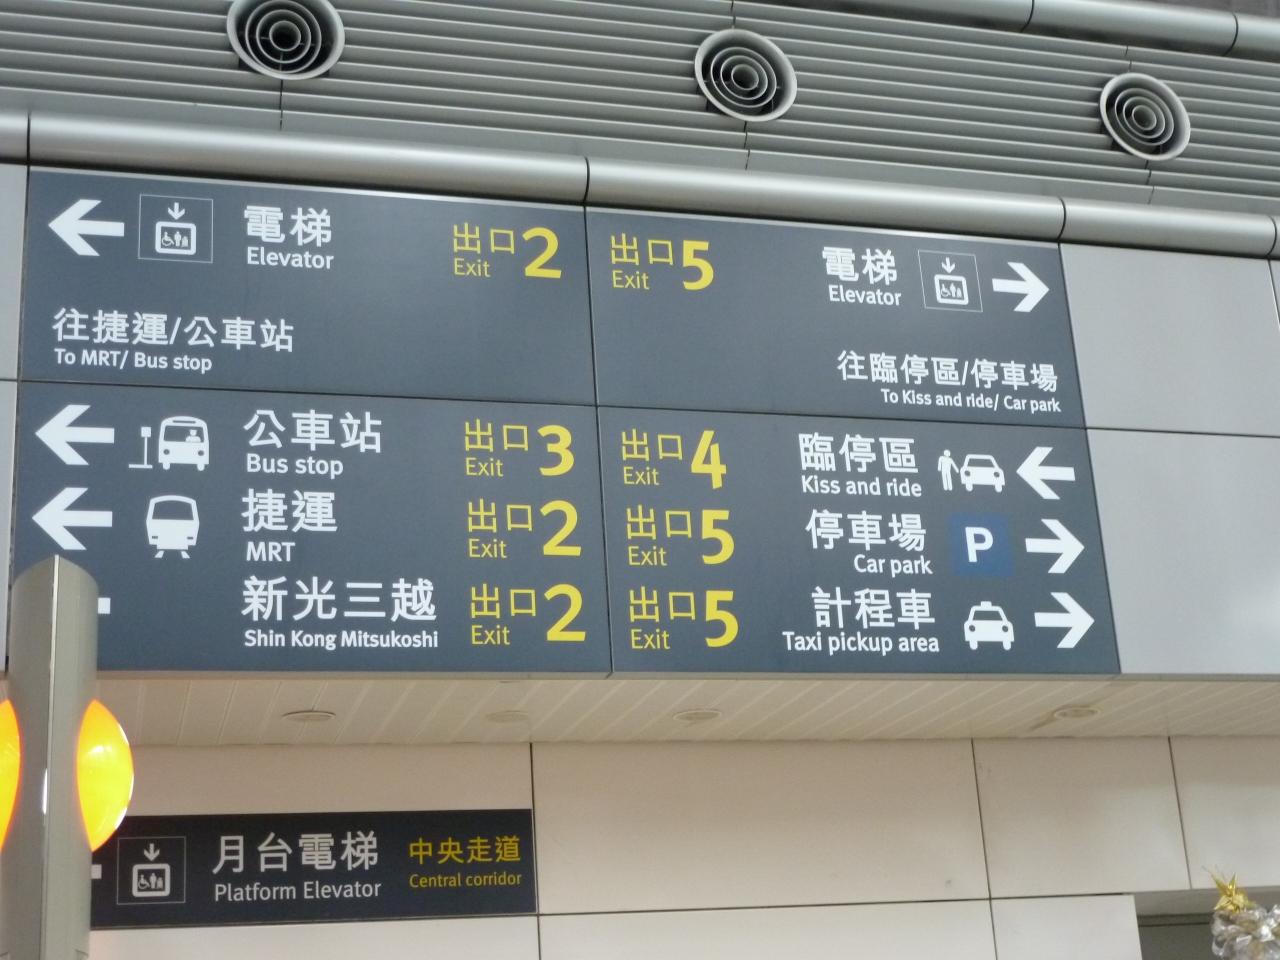 電梯
Elevator
出口 2
Exit
往捷運/公車站
To MRT/ Bus stop
出口 5
Exit
電梯
Elevator
往臨停區/停車場
To Kiss and ride/ Car park
公車站
Bus stop
出口 3
Exit
捷運
MRT
出口 2
Exit
新光三越
Shin Kong Mitsukoshi
出口 2
Exit
出口 4
Exit
臨停區
Kiss and ride
出口 5
Exit
停車場
Car park
P
出口 5
Exit
計程車
Taxi pickup area
月台電梯
Platform Elevator
中央走道
Central corridor